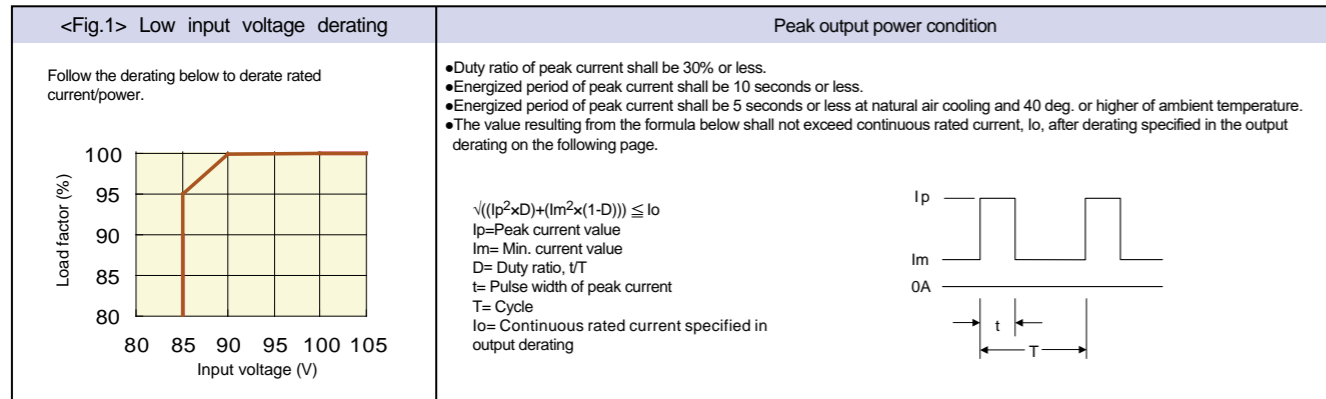 <Fig.1> Low input voltage derating
Follow the derating below to derate rated
current/power.
Load factor (%)
100
95
90
85
80
80 85 90 95 100 105
Input voltage (V)
Peak output power condition
●Duty ratio of peak current shall be 30% or less.
●Energized period of peak current shall be 10 seconds or less.
●Energized period of peak current shall be 5 seconds or less at natural air cooling and 40 deg. or higher of ambient temperature.
●The value resulting from the formula below shall not exceed continuous rated current, Io, after derating specified in the output
derating on the following page.
√((Ip²×D)+(Im²×(1-D))) ≦ Io
Ip=Peak current value
Im= Min. current value
D= Duty ratio, t/T
t= Pulse width of peak current
T= Cycle
Io= Continuous rated current specified in
output derating
Ip
Im
0A
t
T